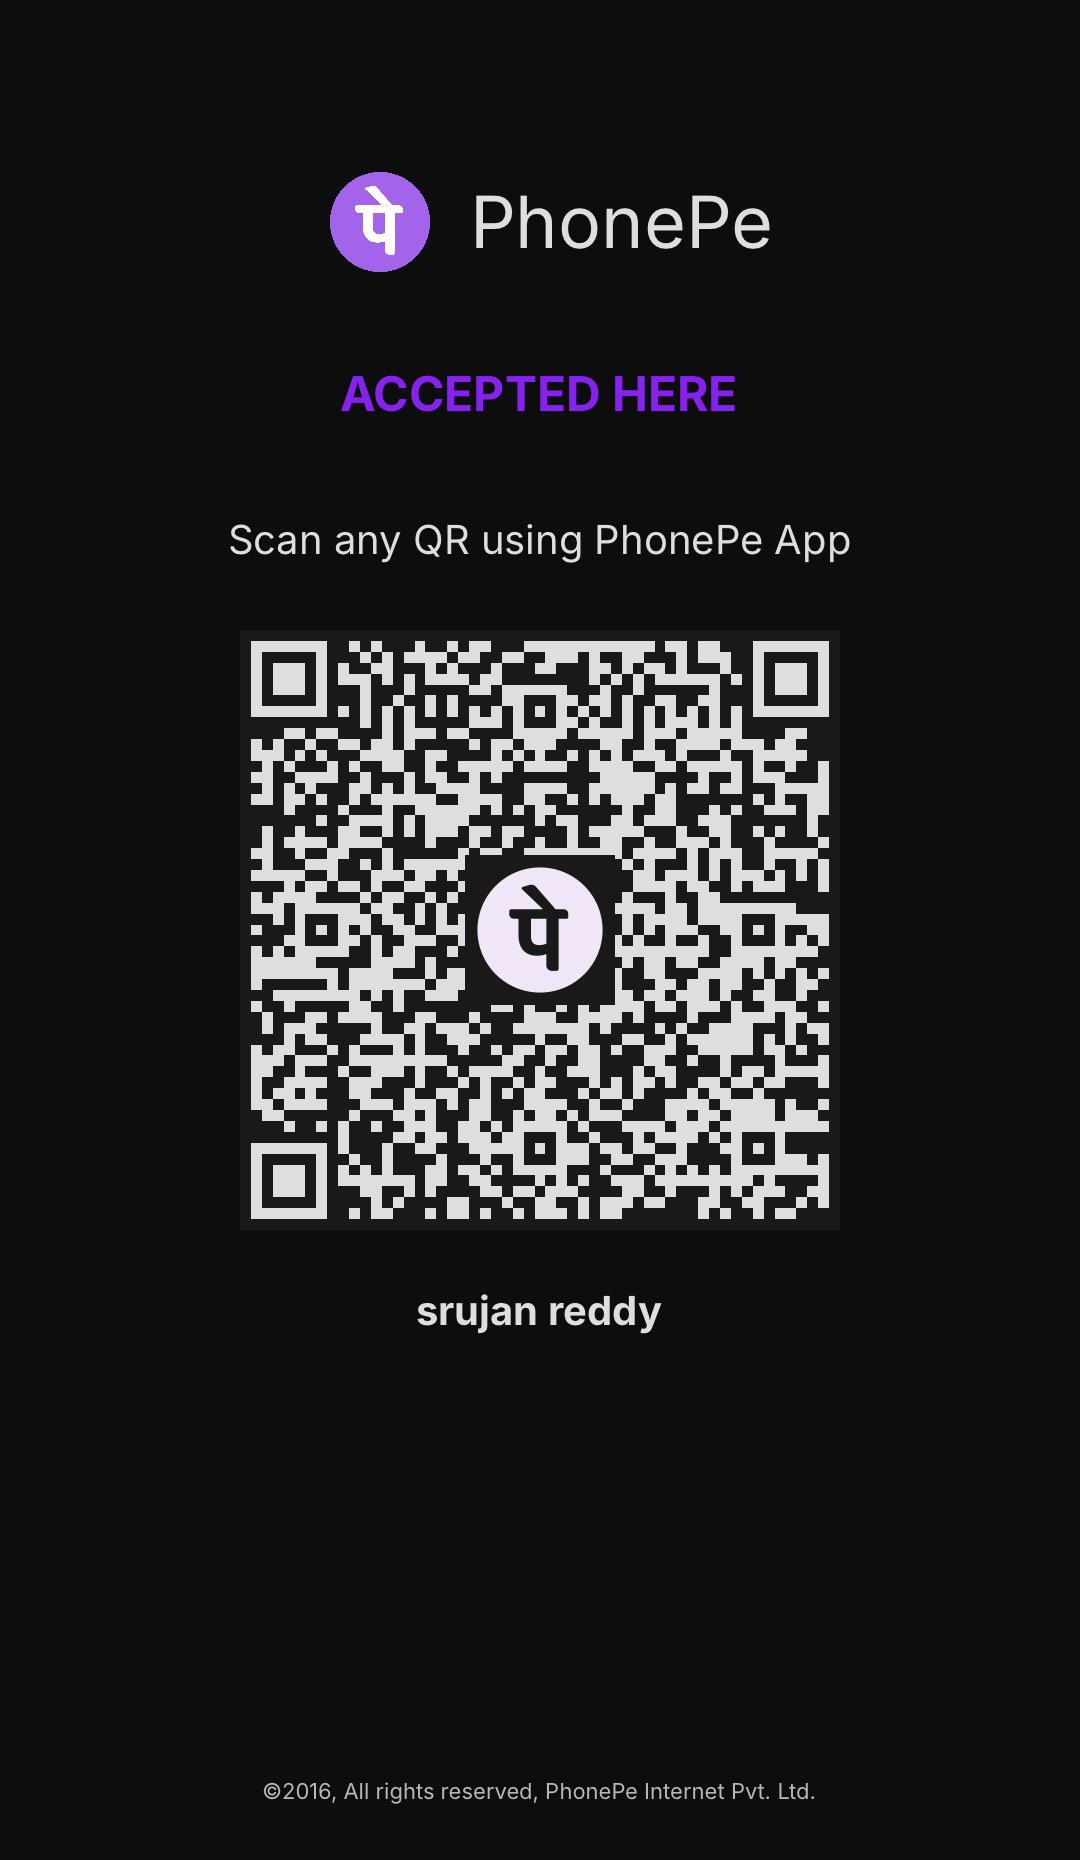 पे PhonePe
ACCEPTED HERE
Scan any QR using PhonePe App
पे
srujan reddy
©2016, All rights reserved, PhonePe Internet Pvt. Ltd.